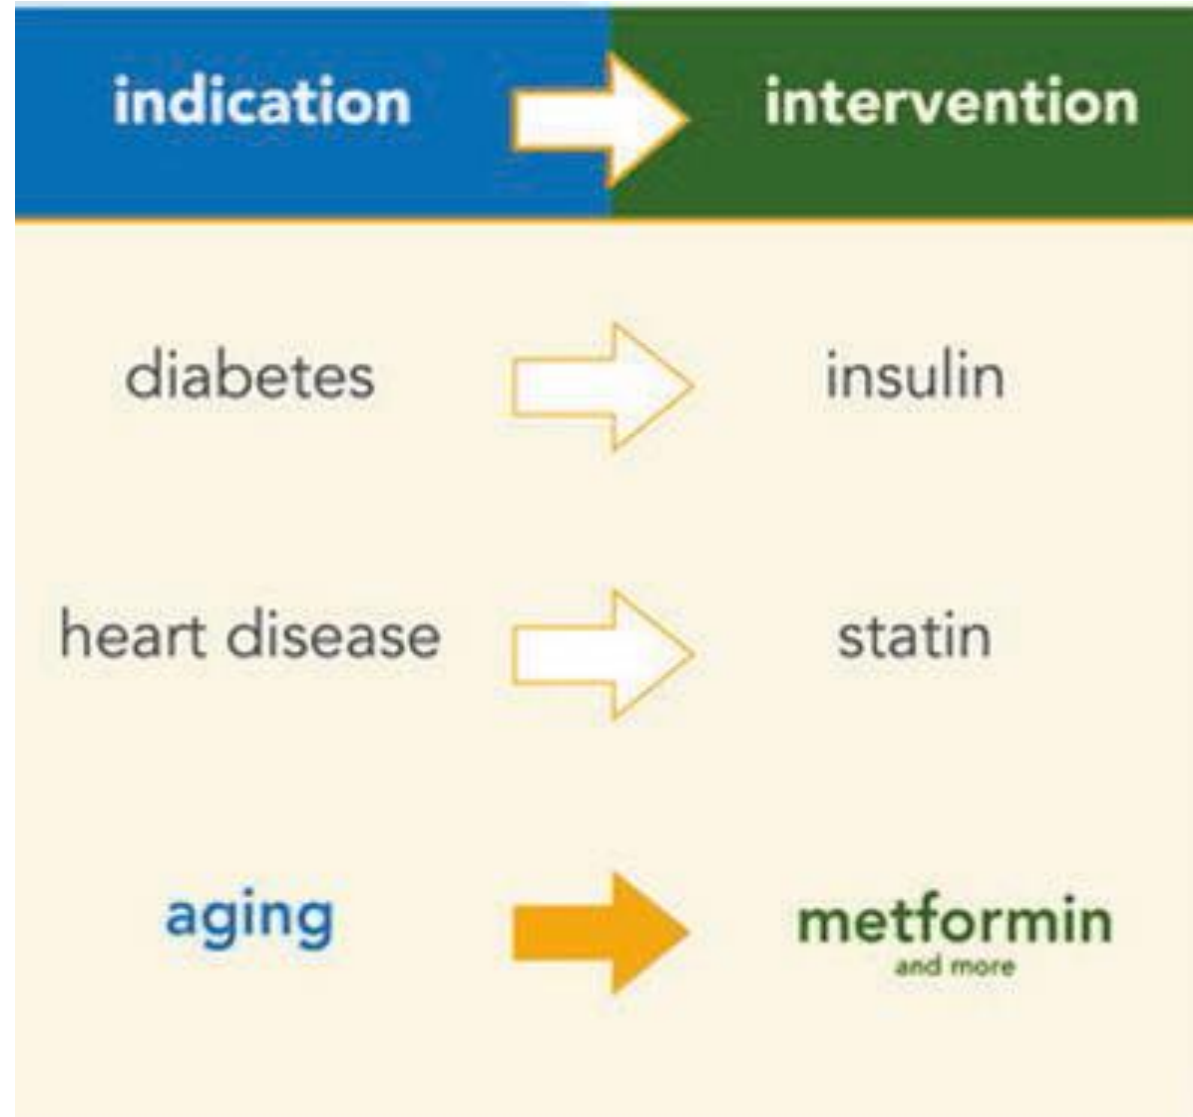 indication intervention
diabetes insulin
heart disease statin
aging metformin
and more